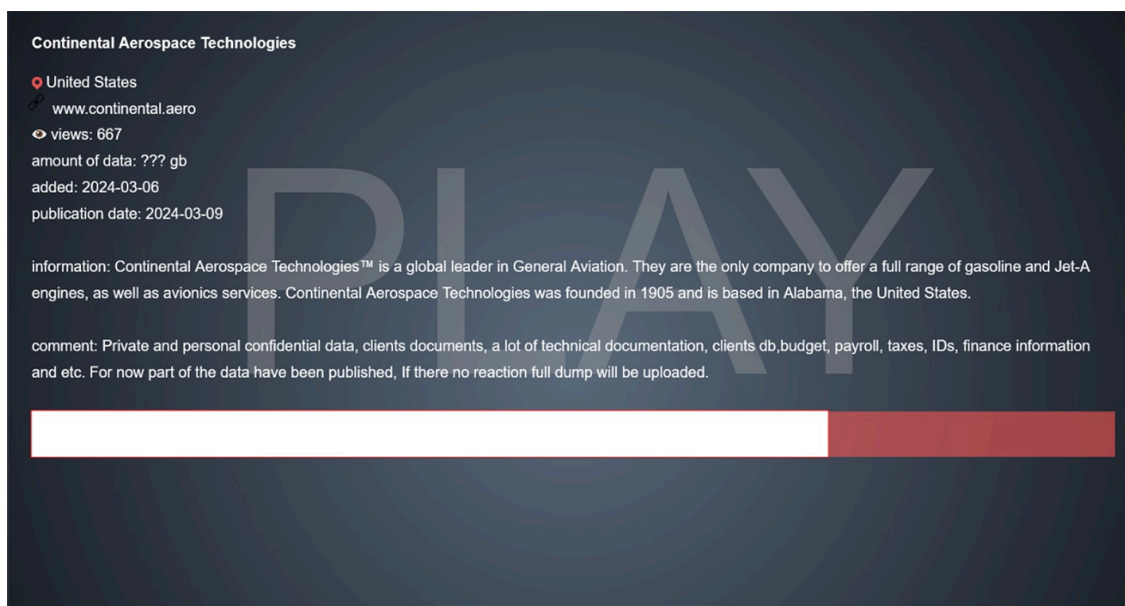 Continental Aerospace Technologies
United States
www.continental.aero
views: 667
amount of data: ??? gb
added: 2024-03-06
publication date: 2024-03-09
PLAY
information: Continental Aerospace Technologies™ is a global leader in General Aviation. They are the only company to offer a full range of gasoline and Jet-A
engines, as well as avionics services. Continental Aerospace Technologies was founded in 1905 and is based in Alabama, the United States.
comment: Private and personal confidential data, clients documents, a lot of technical documentation, clients db,budget, payroll, taxes, IDs, finance information
and etc. For now part of the data have been published, If there no reaction full dump will be uploaded.